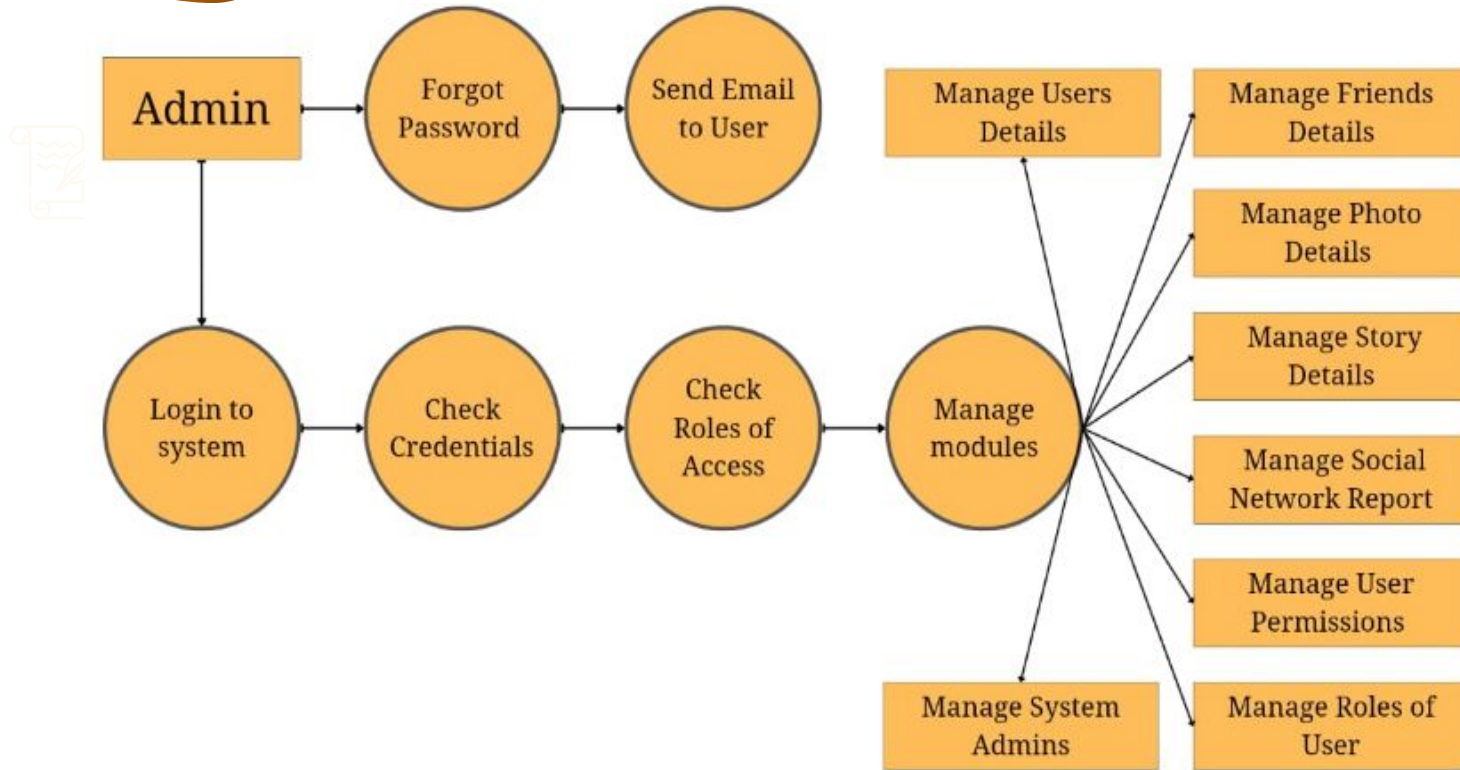 Admin
Forgot
Password
Send Email
to User
Manage Users
Details
Manage Friends
Details
Manage Photo
Details
Manage Story
Details
Login to
system
Check
Credentials
Check
Roles of
Access
Manage
modules
Manage Social
Network Report
Manage User
Permissions
Manage System
Admins
Manage Roles of
User